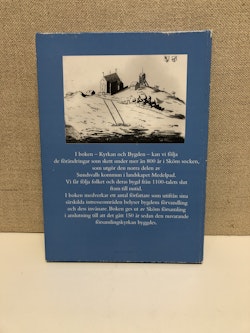 I boken – Kyrkan och Bygden – kan vi följa
de förändringar som skett under mer än 800 år i Sköns socken,
som utgör den norra delen av
Sundsvalls kommun i landskapet Medelpad.
Vi får följa folket och deras bygd från 1100-talets slut
fram till nutid.
I boken medverkar ett antal författare som utifrån sina
särskilda intresseområden belyser bygdens förvandling
och dess invånare. Boken ges ut av Sköns församling
i anslutning till att det gått 150 år sedan den nuvarande
församlingskyrkan byggdes.